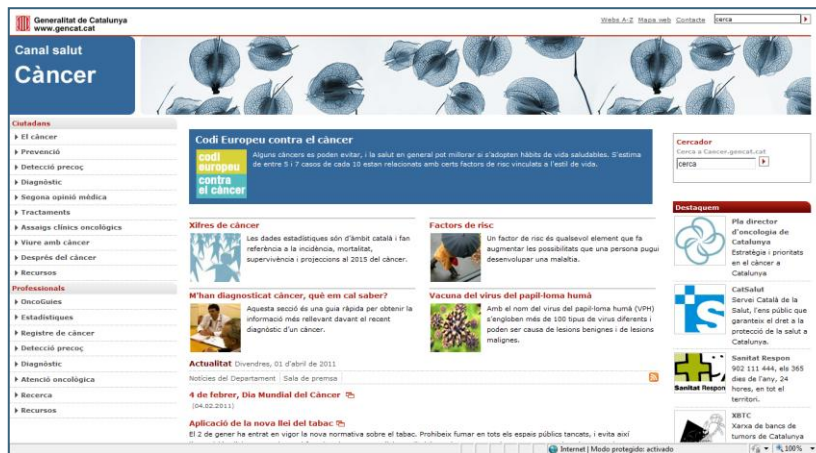 Generalitat de Catalunya
www.gencat.cat
Webs A-Z Mapa web Contacte
cerca
Canal salut
Càncer
Ciutadans
El càncer
Prevenció
Detecció precoç
Diagnòstic
Segona opinió mèdica
Tractaments
Assaigs clínics oncològics
Viure amb càncer
Després del càncer
Recursos
Professionals
OncoGuies
Estadístiques
Registre de càncer
Detecció precoç
Diagnòstic
Atenció oncològica
Recerca
Recursos
Codi Europeu contra el càncer
codi
europeu
contra
el càncer
Alguns càncers es poden evitar, i la salut en general pot millorar si s'adopten hàbits de vida saludables. S'estima
de entre 5 i 7 casos de cada 10 estan relacionats amb certs factors de risc vinculats a l'estil de vida.
Xifres de càncer
Les dades estadístiques són d'àmbit català i fan
referència a la incidència, mortalitat,
supervivència i projeccions al 2015 del càncer.
Factors de risc
Un factor de risc és qualsevol element que fa
augmentar les possibilitats que una persona pugui
desenvolupar una malaltia.
M'han diagnosticat càncer, què em cal saber?
Aquesta secció és una guia ràpida per obtenir la
informació més rellevant davant el recent
diagnòstic d'un càncer.
Vacuna del virus del papil·loma humà
Amb el nom del virus del papil·loma humà (VPH)
s'engloben més de 100 tipus de virus diferents i
poden ser causa de lesions benignes i de lesions
malignes.
Actualitat Divendres, 01 d'abril de 2011
Notícies del Departament Sala de premsa
4 de febrer, Dia Mundial del Càncer
(04.02.2011)
Aplicació de la nova llei del tabac
El 2 de gener ha entrat en vigor la nova normativa sobre el tabac. Prohibeix fumar en tots els espais públics tancats, i evita així
Cercador
Cerca a Cancer.gencat.cat
cerca
Destaquem
Pla director
d'oncologia de
Catalunya
Estratègia i prioritats
en el càncer a
Catalunya
CatSalut
Servei Català de la
Salut, l'ens públic que
garanteix el dret a la
protecció de la salut a
Catalunya.
Sanitat Respon
Sanitat Respon
902 111 444, els 365
dies de l'any, 24
hores, en tot el
territori.
XBTC
Xarxa de bancs de
tumors de Catalunya
Internet | Modo protegido: activado
100%